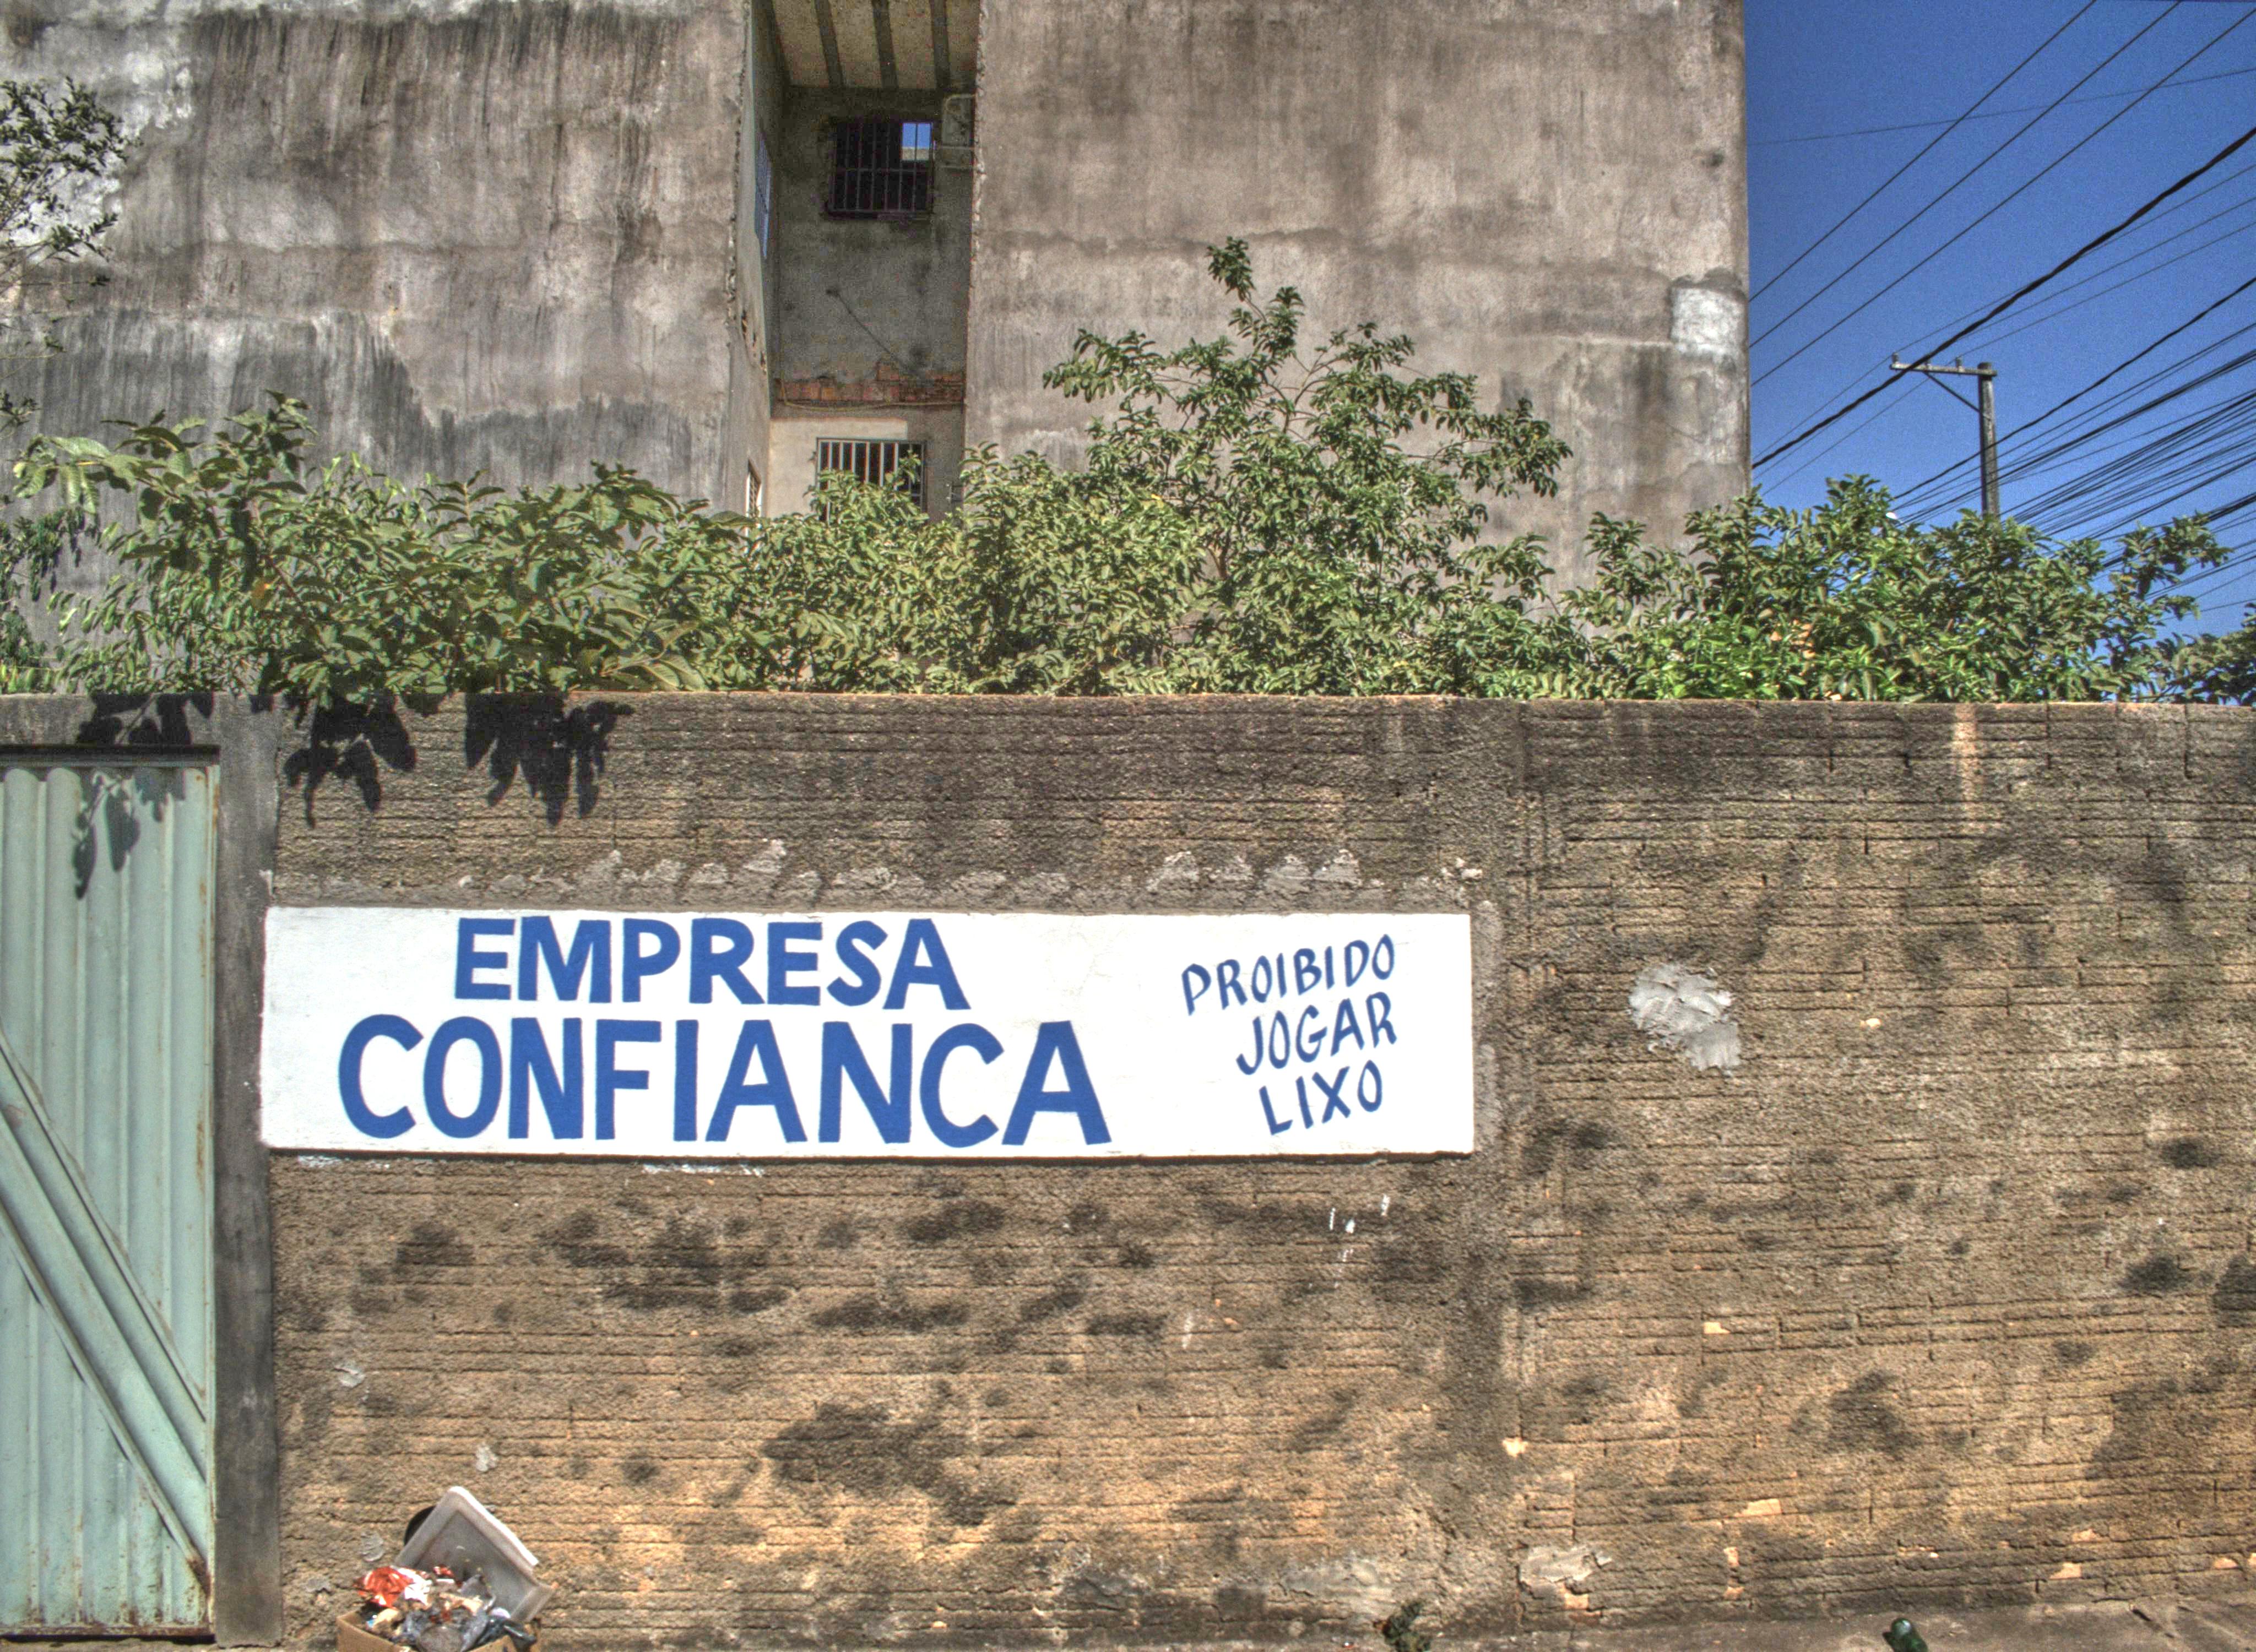 EMPRESA
CONFIANCA
PROIBIDO
JOGAR
LIXO